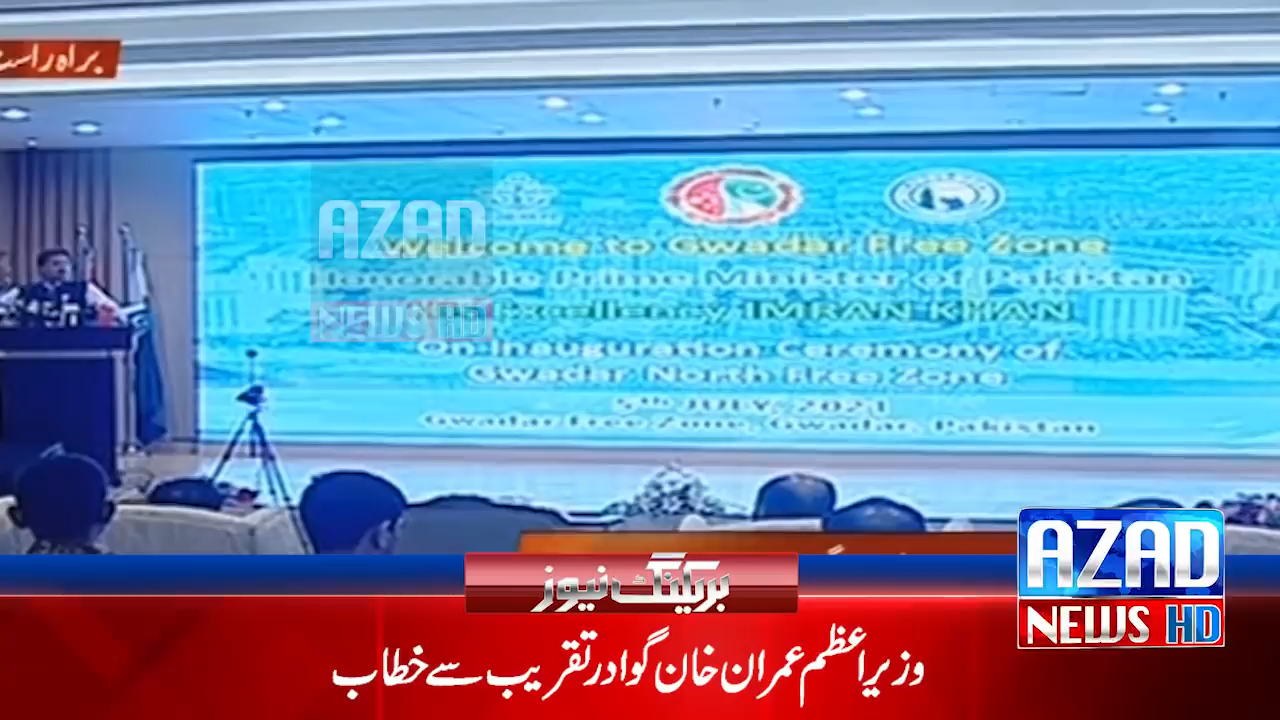 براہ راست
AZAD
NEWS HD
Welcome to Gwadar Free Zone
Honorable Prime Minister of Pakistan
Excellency IMRAN KHAN
On Inauguration Ceremony of
Gwadar North Free Zone
5th JULY, 2021
Gwadar Free Zone, Gwadar, Pakistan
بریکنگ نیوز
AZAD
NEWS HD
وزیراعظم عمران خان گوادر تقریب سے خطاب